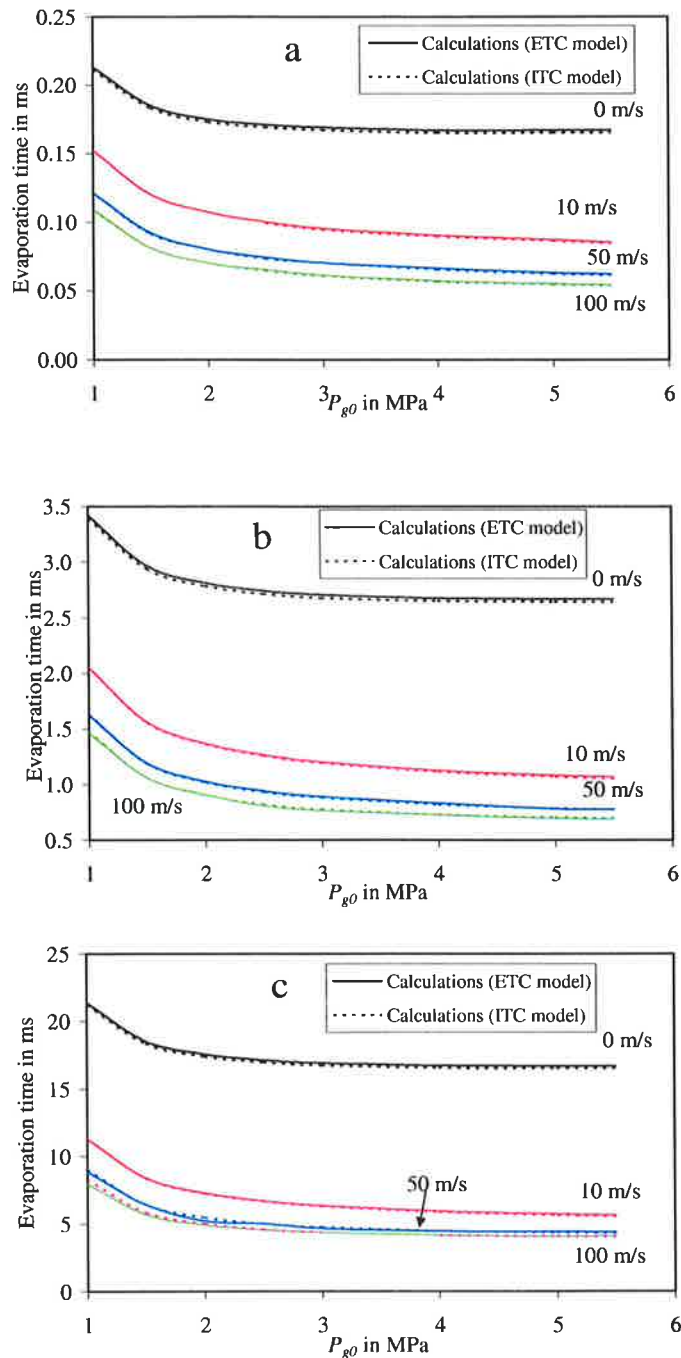 a
Calculations (ETC model)
Calculations (ITC model)
0.25
0.20
0.15
0.10
0.05
0.00
Evaporation time in ms
0 m/s
10 m/s
50 m/s
100 m/s
1 2 3 4 5 6
Pg0 in MPa
b
Calculations (ETC model)
Calculations (ITC model)
3.5
3.0
2.5
2.0
1.5
1.0
0.5
Evaporation time in ms
0 m/s
10 m/s
50 m/s
100 m/s
1 2 3 4 5 6
Pg0 in MPa
c
Calculations (ETC model)
Calculations (ITC model)
25
20
15
10
5
0
Evaporation time in ms
0 m/s
50 m/s
10 m/s
100 m/s
1 2 3 4 5 6
Pg0 in MPa